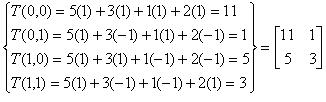 T(0,0) = 5(1) + 3(1) + 1(1) + 2(1) = 11
T(0,1) = 5(1) + 3(−1) + 1(1) + 2(−1) = 1
T(1,0) = 5(1) + 3(1) + 1(−1) + 2(−1) = 5
T(1,1) = 5(1) + 3(−1) + 1(−1) + 2(1) = 3
= [11 1
5 3]